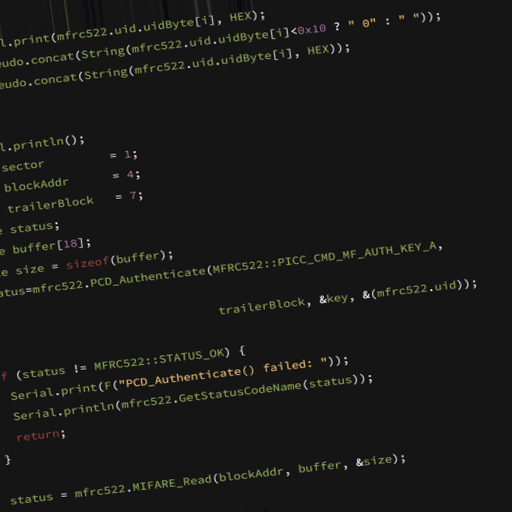 l.print(mfrc522.uid.uidByte[i], HEX);
eudo.concat(String(mfrc522.uid.uidByte[i]<0x10 ? " 0" : " "));
eudo.concat(String(mfrc522.uid.uidByte[i], HEX));
l.println();
sector = 1;
blockAddr = 4;
trailerBlock = 7;
e status;
e buffer[18];
le size = sizeof(buffer);
atus=mfrc522.PCD_Authenticate(MFRC522::PICC_CMD_MF_AUTH_KEY_A,
trailerBlock, &key, &(mfrc522.uid));
f (status != MFRC522::STATUS_OK) {
Serial.print(F("PCD_Authenticate() failed: "));
Serial.println(mfrc522.GetStatusCodeName(status));
return;
}
status = mfrc522.MIFARE_Read(blockAddr, buffer, &size);